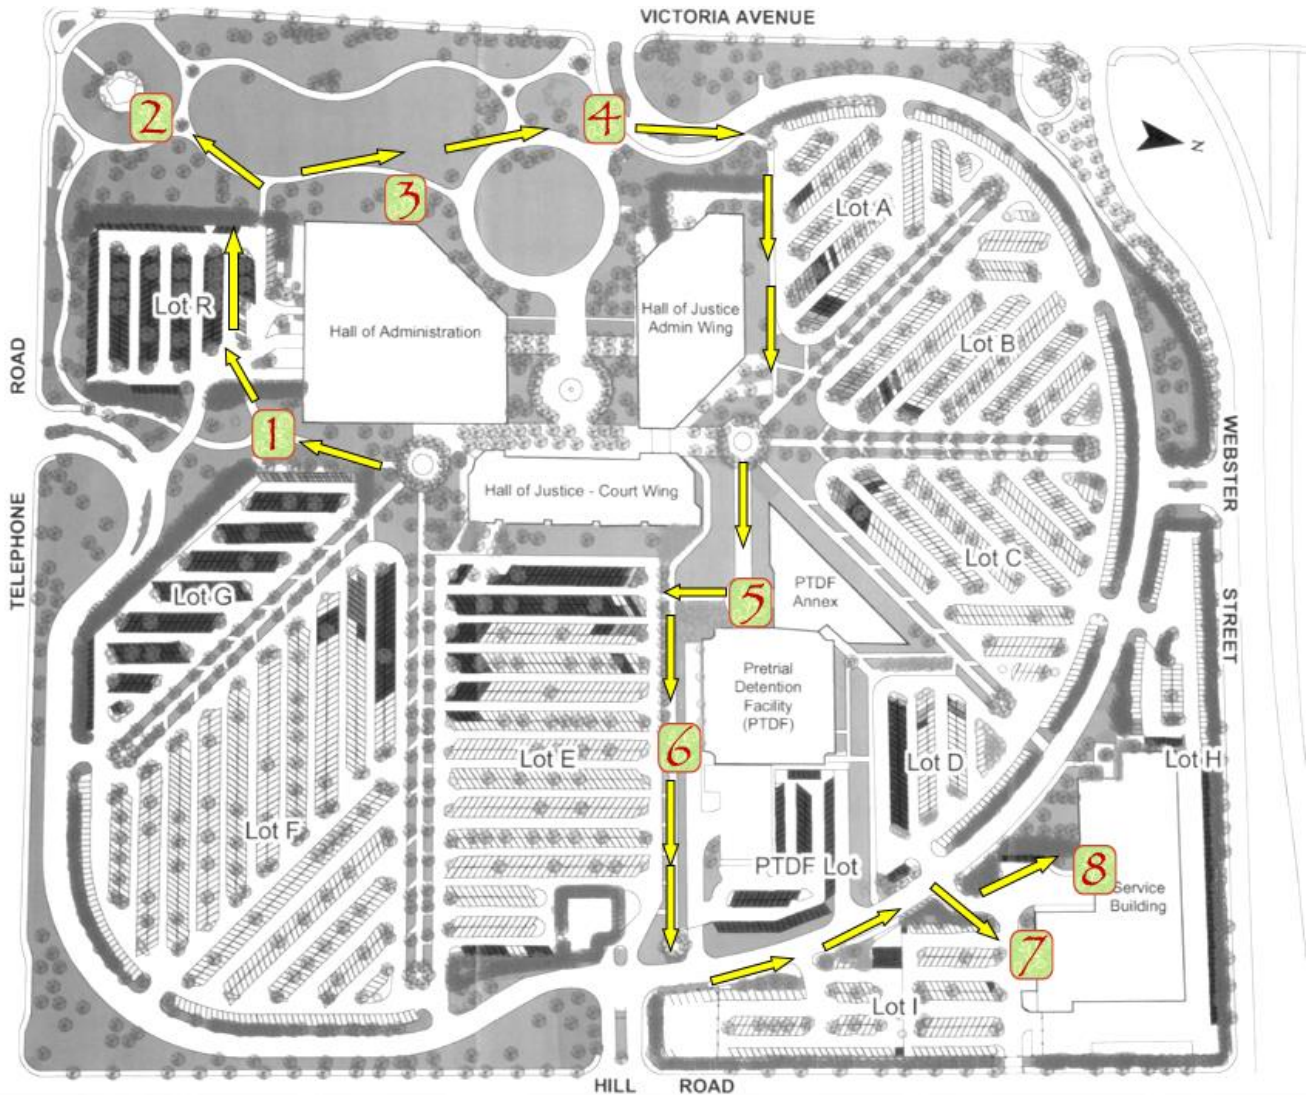 VICTORIA AVENUE
2
4
N
3
Lot A
Lot R
Hall of Administration
Hall of Justice
Admin Wing
Lot B
ROAD
TELEPHONE
1
Hall of Justice - Court Wing
WEBSTER
STREET
Lot C
Lot G
5
PTDF
Annex
Lot F
Lot E
6
Pretrial
Detention
Facility
(PTDF)
Lot D
Lot H
PTDF Lot
8
Service
Building
7
Lot I
HILL ROAD